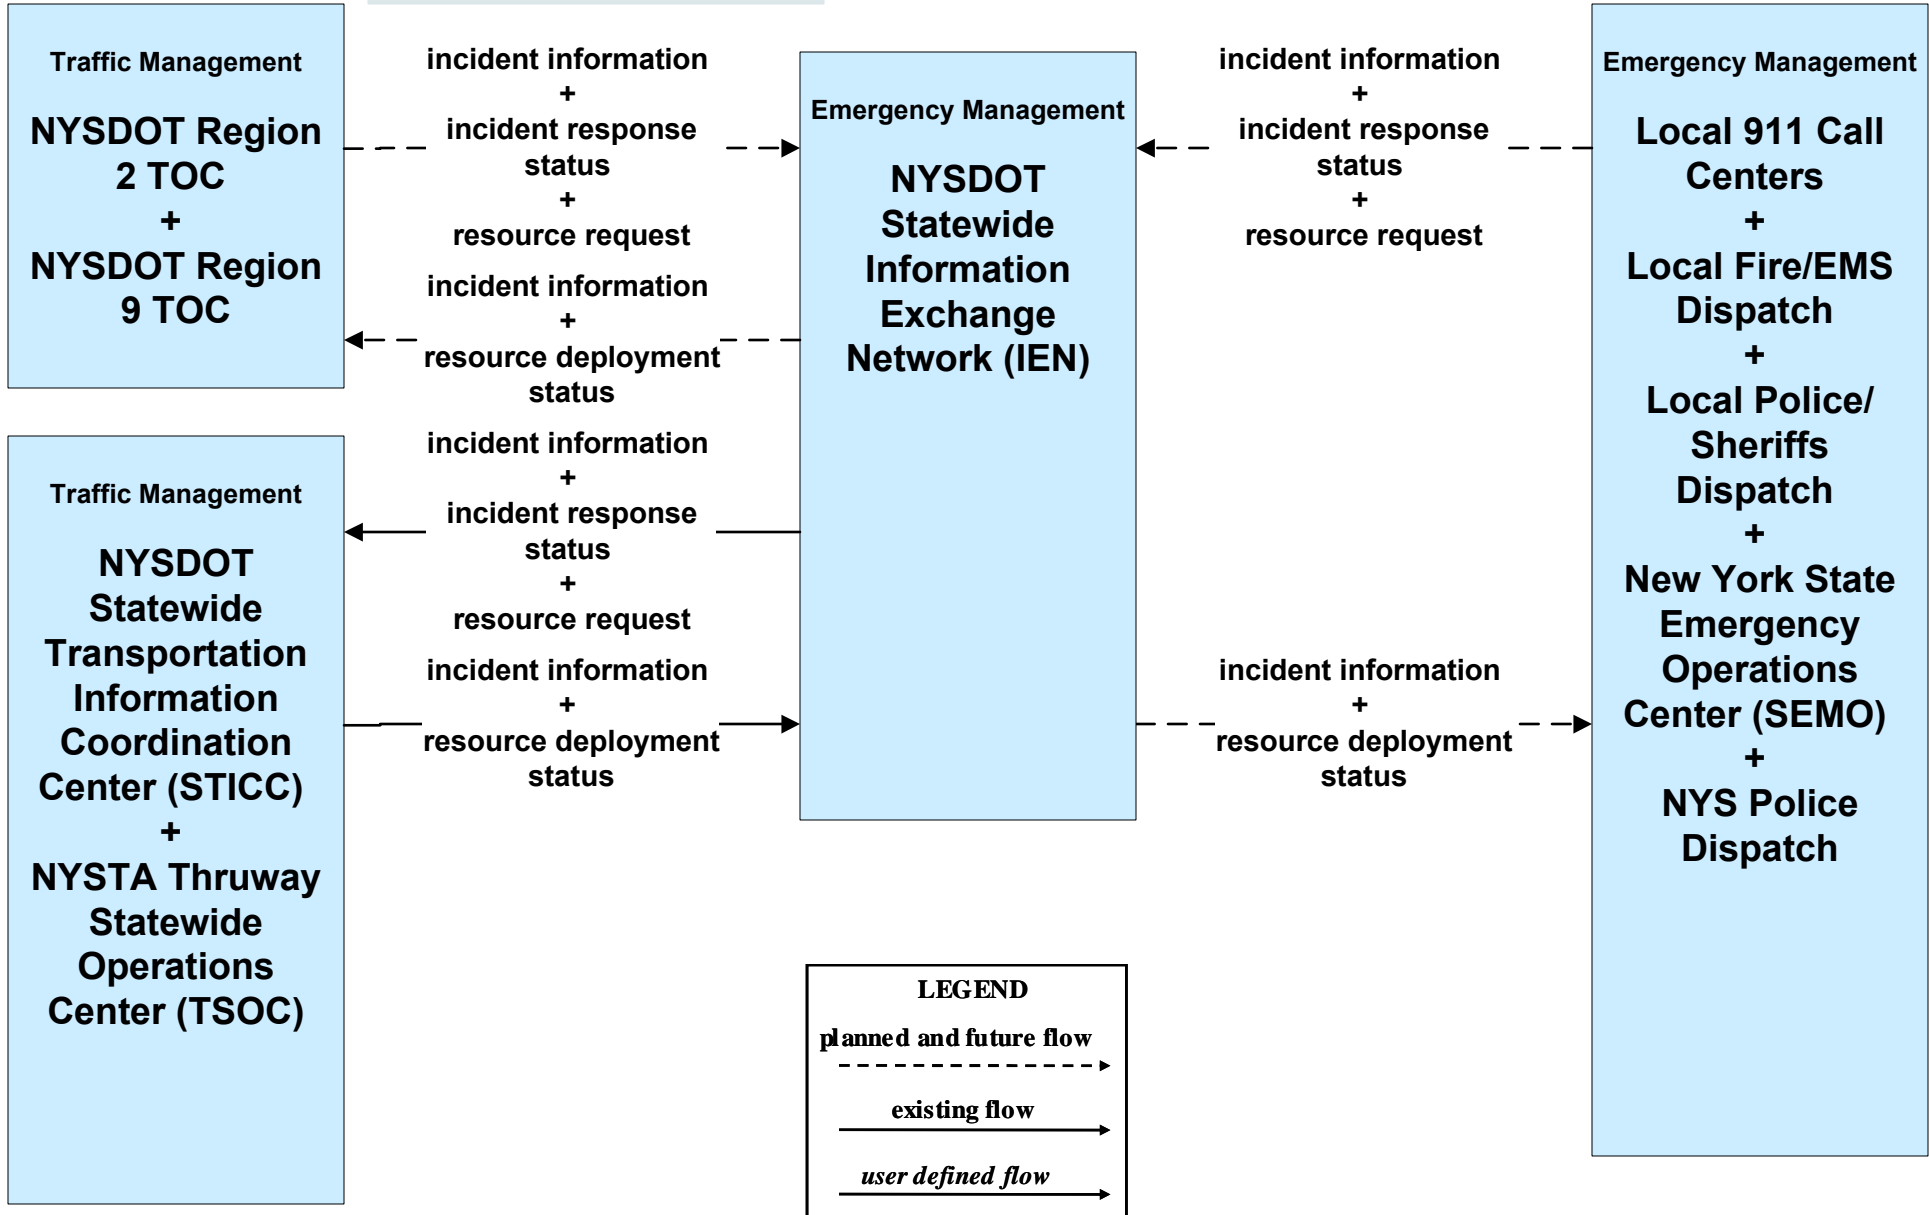 Traffic Management
NYSDOT Region
2 TOC
+
NYSDOT Region
9 TOC
Traffic Management
NYSDOT
Statewide
Transportation
Information
Coordination
Center (STICC)
+
NYSTA Thruway
Statewide
Operations
Center (TSOC)
incident information
+
incident response
status
+
resource request
incident information
+
resource deployment
status
incident information
+
incident response
status
+
resource request
incident information
+
resource deployment
status
Emergency Management
NYSDOT
Statewide
Information
Exchange
Network (IEN)
incident information
+
incident response
status
+
resource request
incident information
+
resource deployment
status
Emergency Management
Local 911 Call
Centers
+
Local Fire/EMS
Dispatch
+
Local Police/
Sheriffs
Dispatch
+
New York State
Emergency
Operations
Center (SEMO)
+
NYS Police
Dispatch
LEGEND
planned and future flow
existing flow
user defined flow